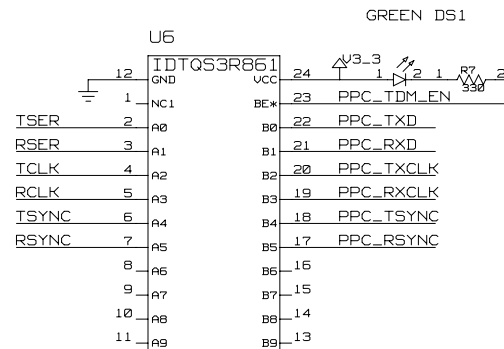 GREEN DS1
U6
IDTQS3R861
V3_3
12 GND VCC 24 1 2 1 R7 330 2
1 NC1 BE* 23 PPC_TDM_EN
TSER 2 A0 B0 22 PPC_TXD
RSER 3 A1 B1 21 PPC_RXD
TCLK 4 A2 B2 20 PPC_TXCLK
RCLK 5 A3 B3 19 PPC_RXCLK
TSYNC 6 A4 B4 18 PPC_TSYNC
RSYNC 7 A5 B5 17 PPC_RSYNC
8 A6 B6 16
9 A7 B7 15
10 A8 B8 14
11 A9 B9 13